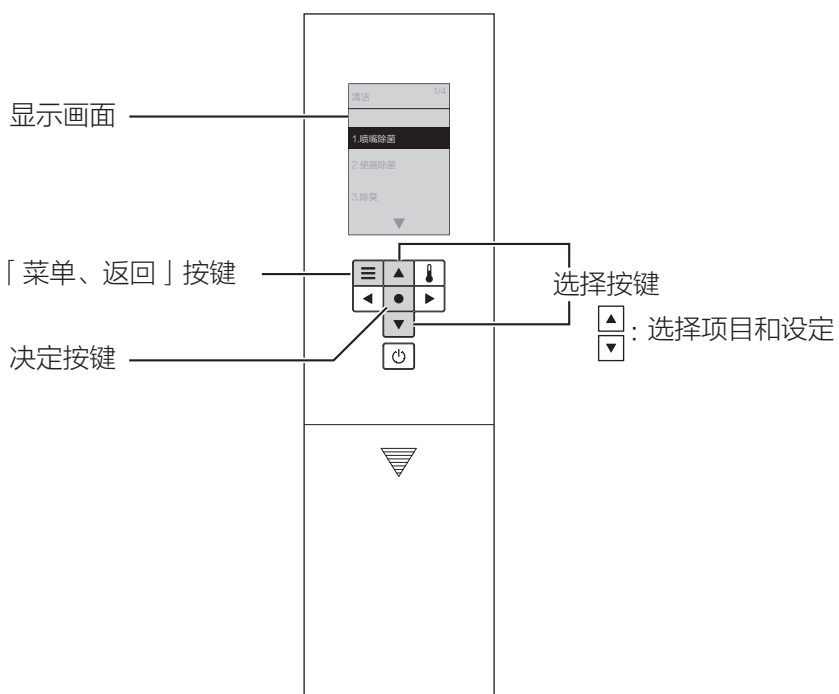 显示画面
清洁 1/4
1.喷嘴除菌
2.便器除菌
3.除臭
「菜单、返回」按键
选择按键
：选择项目和设定
决定按键